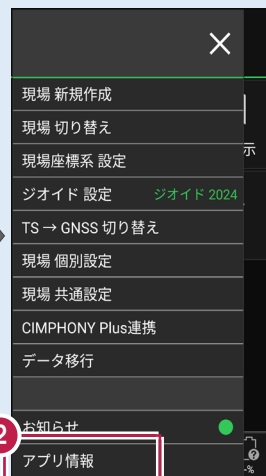 現場 新規作成
現場 切り替え
示
現場座標系 設定
ジオイド 設定 ジオイド 2024
TS → GNSS 切り替え
現場 個別設定
現場 共通設定
CIMPHONY Plus連携
データ移行
2
お知らせ
アプリ情報
-%